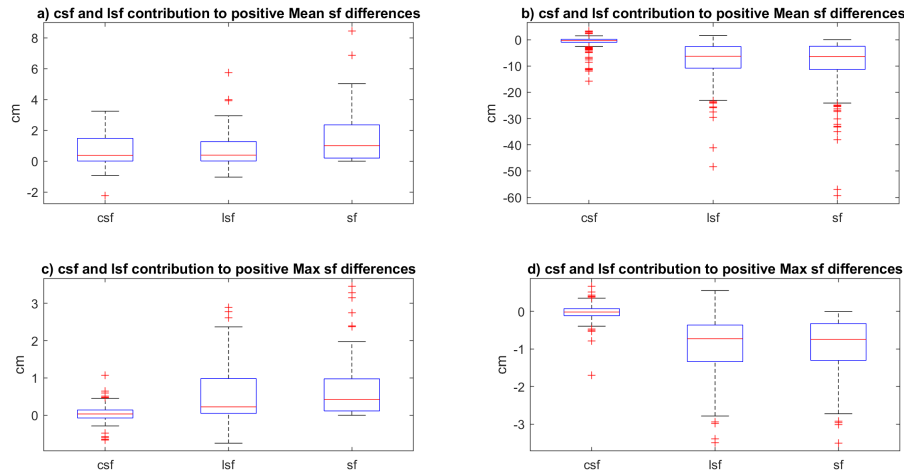 a) csf and lsf contribution to positive Mean sf differences
8
6
4
2
0
-2
cm
csf
lsf
sf
b) csf and lsf contribution to positive Mean sf differences
0
-10
-20
-30
-40
-50
-60
cm
csf
lsf
sf
c) csf and lsf contribution to positive Max sf differences
3
2
1
0
cm
csf
lsf
sf
d) csf and lsf contribution to positive Max sf differences
0
-1
-2
-3
cm
csf
lsf
sf